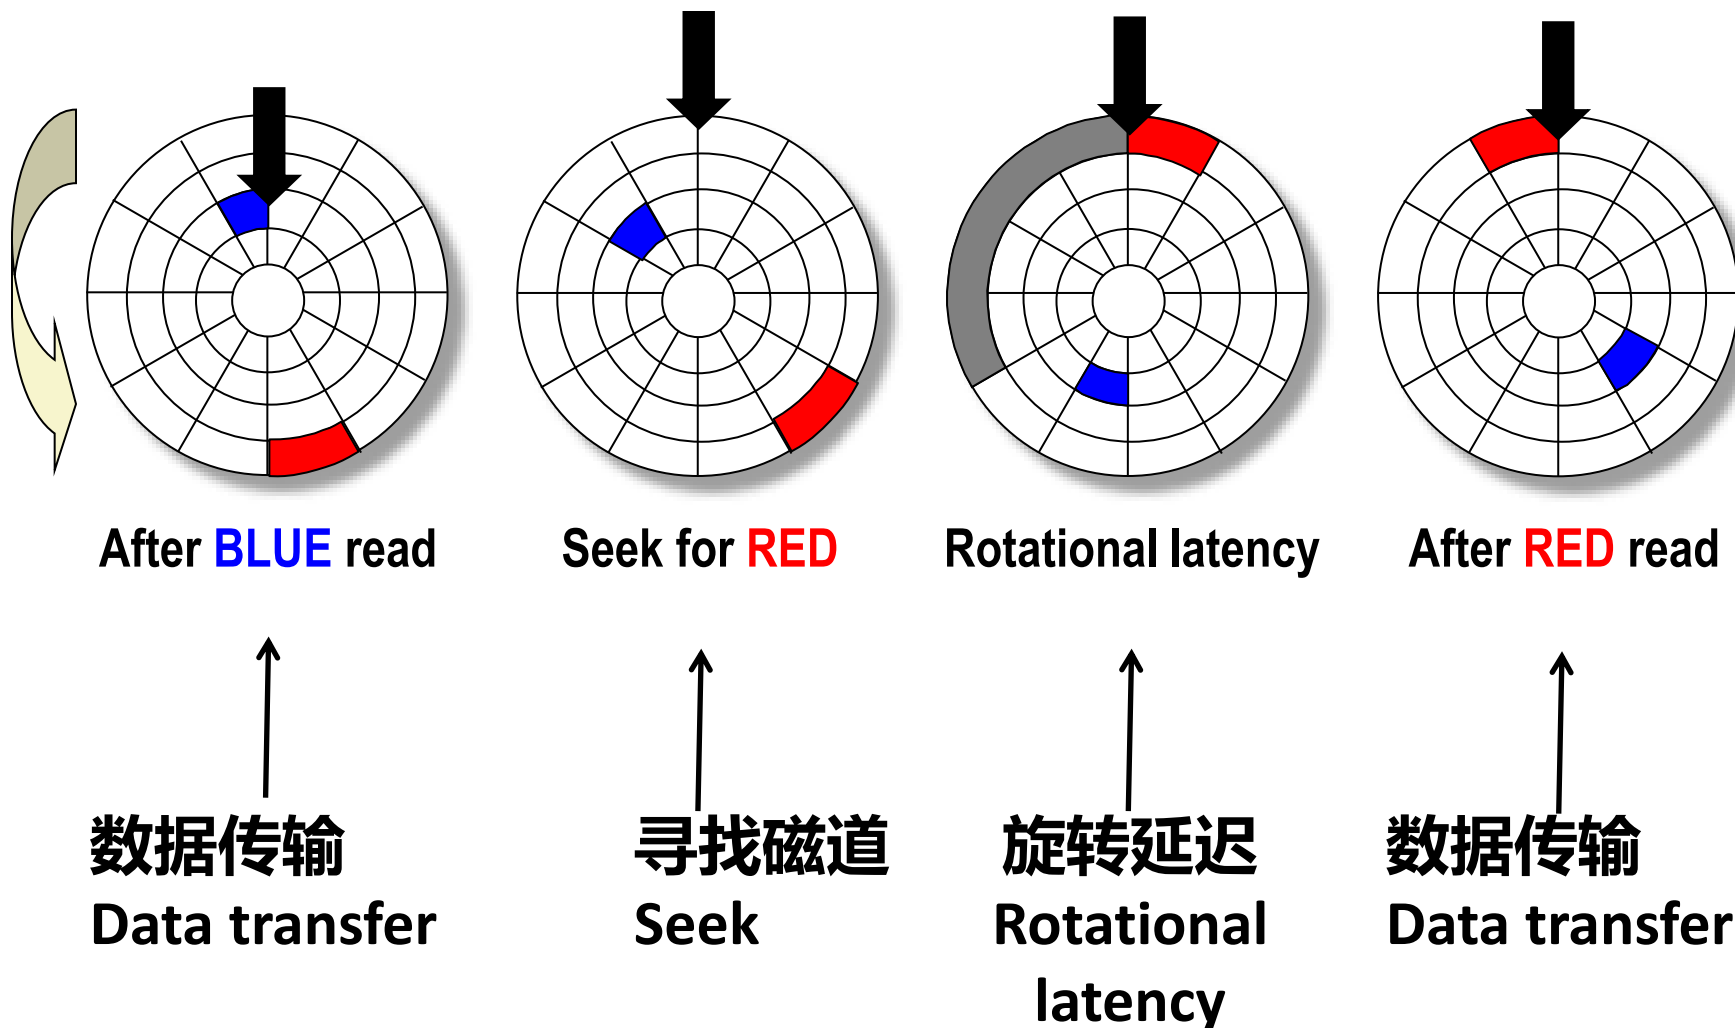 After BLUE read
Seek for RED
Rotational latency
After RED read
数据传输
Data transfer
寻找磁道
Seek
旋转延迟
Rotational
latency
数据传输
Data transfer